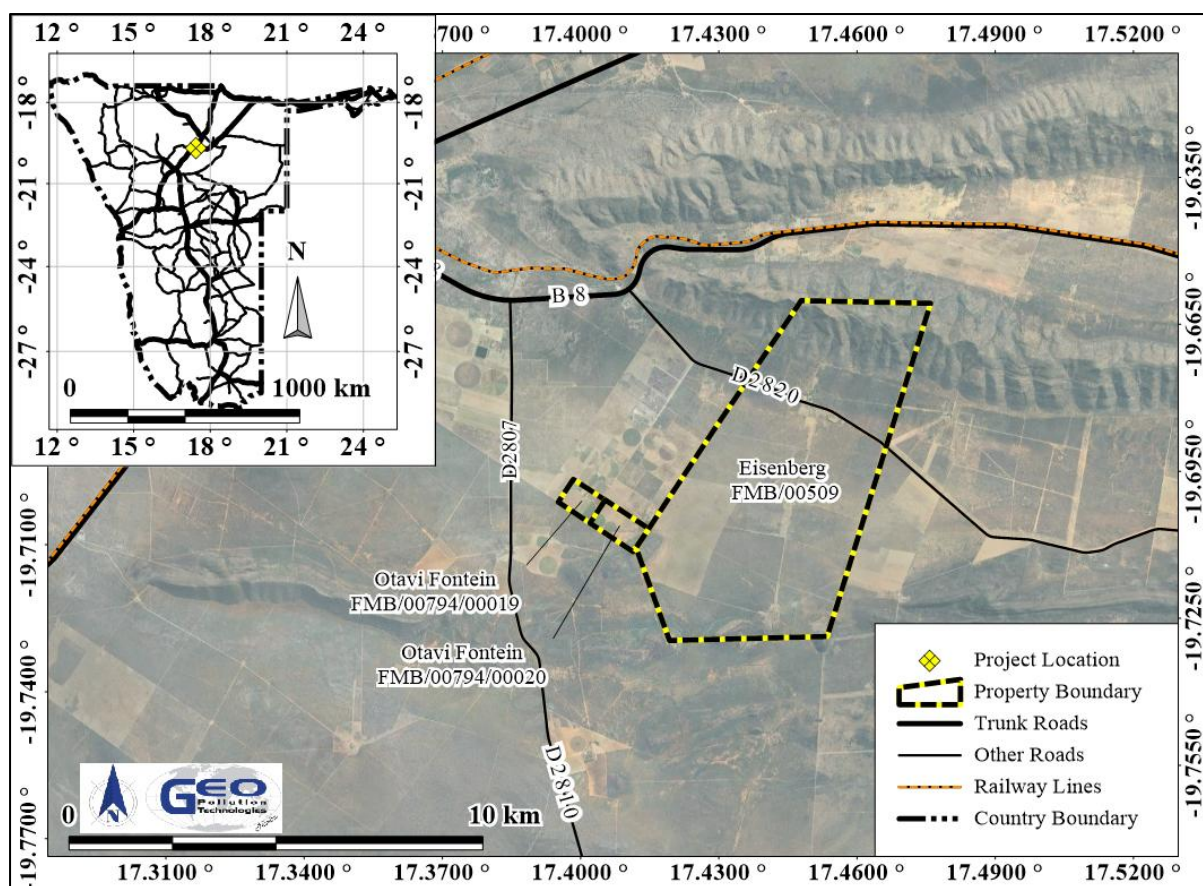 12 °
15 °
18 °
21 °
24 °
.700 °
17.4000 °
17.4300 °
17.4600 °
17.4900 °
17.5200 °
-18°
-18°
-21°
-21°
-24°
-24°
-27°
-27°
N
0
1000 km
12 °
15 °
18 °
21 °
24 °
-19.6350
-19.6650
-19.6950
-19.7250
-19.7550
-19.7100
-19.7400
-19.7700
B 8
D2820
D2807
D2810
Eisenberg
FMB/00509
Otavi Fontein
FMB/00794/00019
Otavi Fontein
FMB/00794/00020
Project Location
Property Boundary
Trunk Roads
Other Roads
Railway Lines
Country Boundary
N
GEO
Pollution
Technologies
0
10 km
17.3100 °
17.3400 °
17.3700 °
17.4000 °
17.4300 °
17.4600 °
17.4900 °
17.5200 °